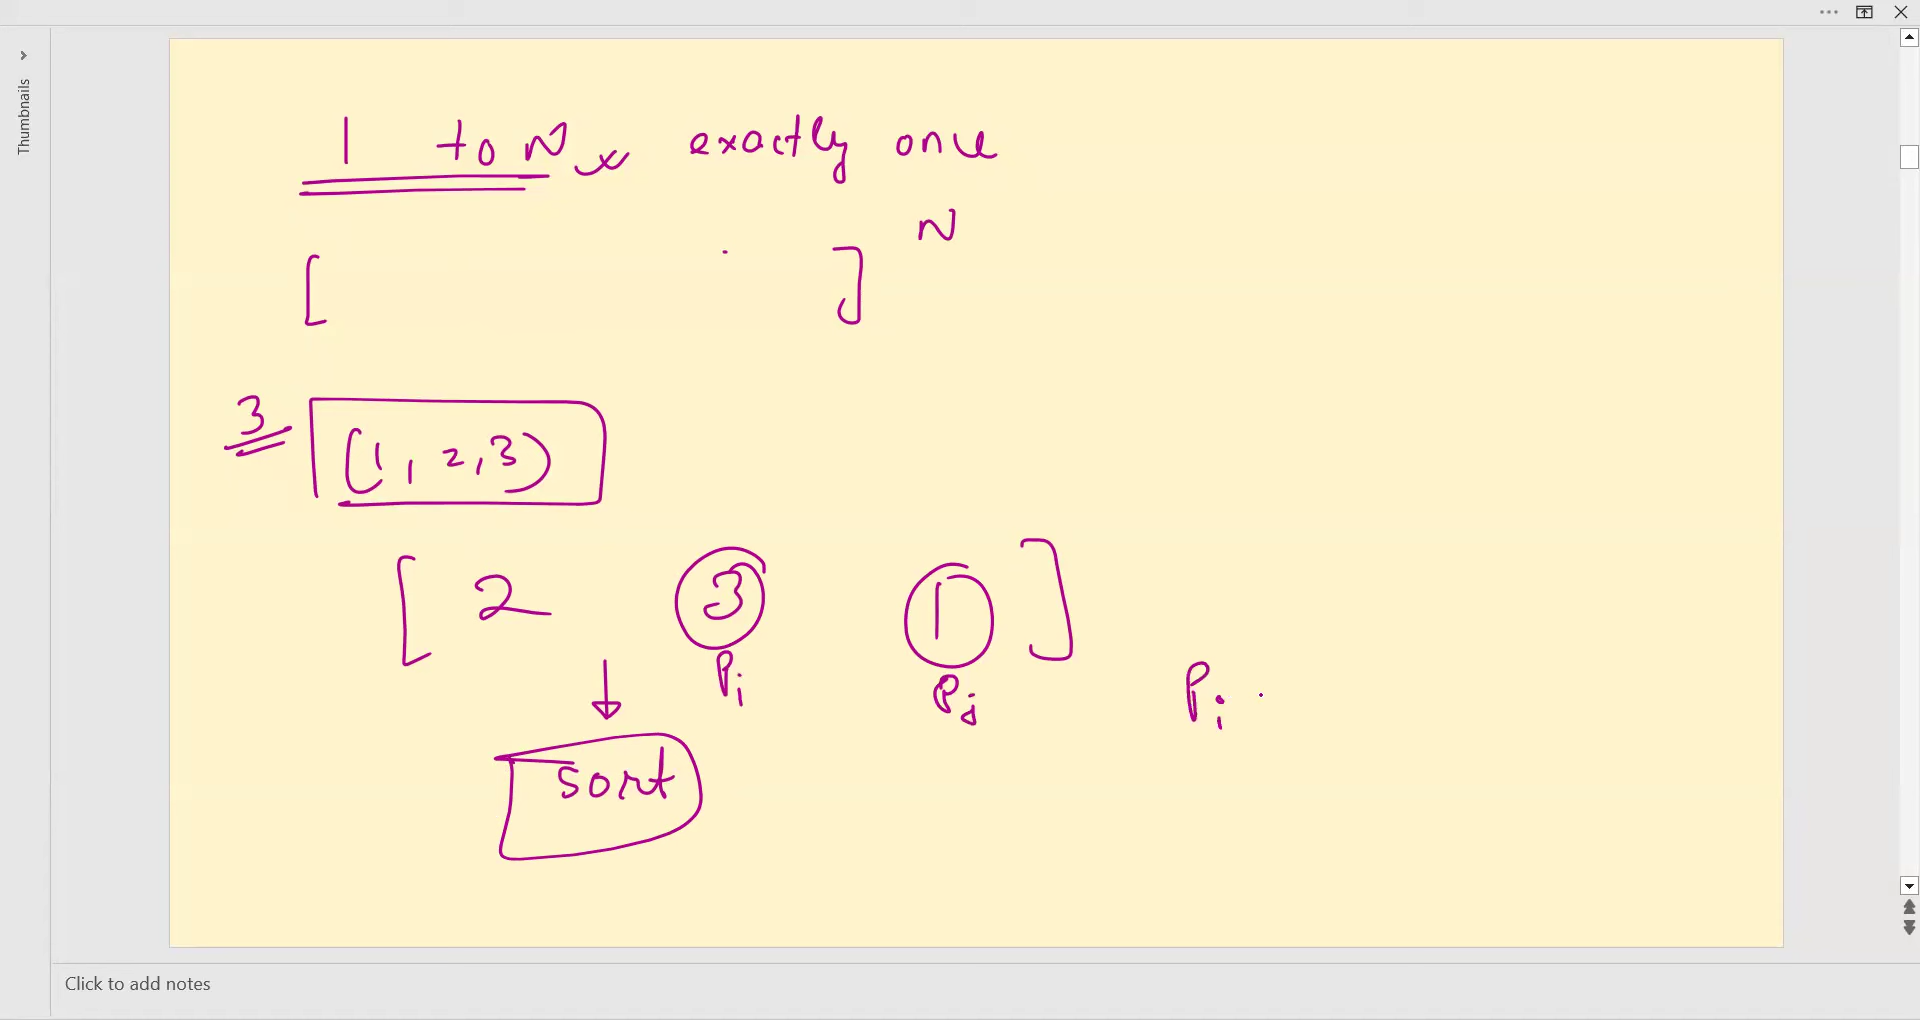 Thumbnails
1 to N exactly once
N
[ ]
3 (1, 2, 3)
[ 2 3 1 ]
Pi Pj Pi
sort
Click to add notes